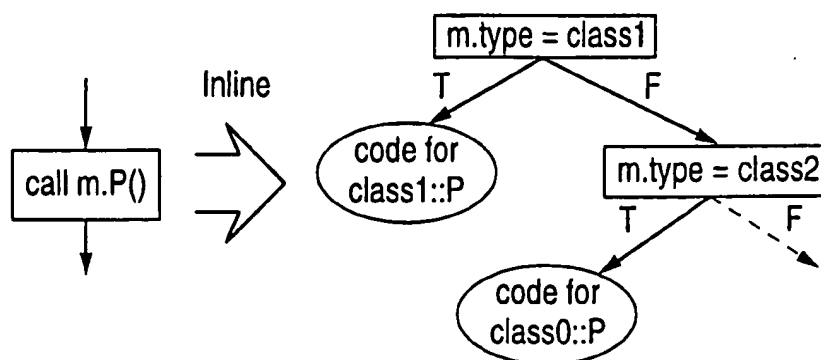 m.type = class1
T
F
Inline
code for
class1::P
call m.P()
m.type = class2
T
F
code for
class0::P